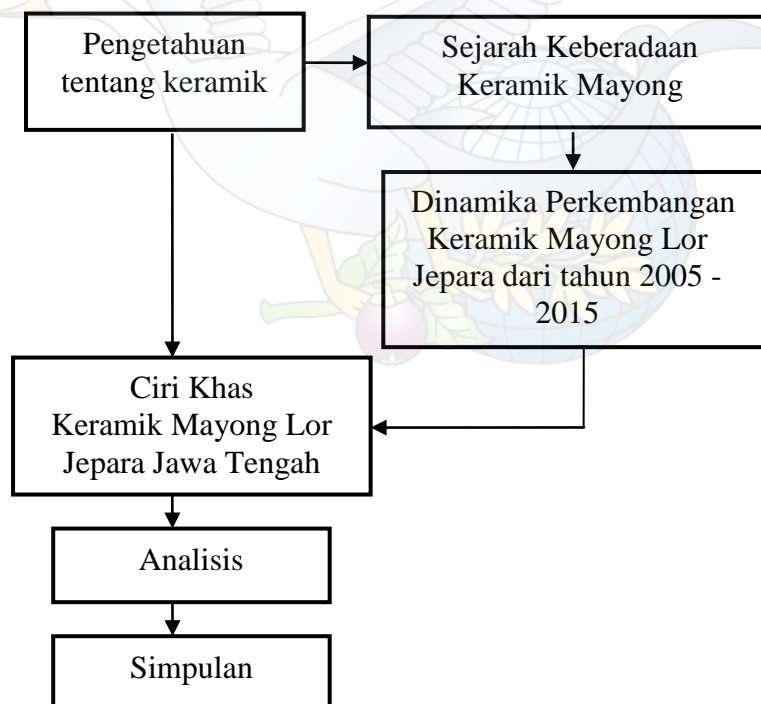 Pengetahuan
tentang keramik
Sejarah Keberadaan
Keramik Mayong
Dinamika Perkembangan
Keramik Mayong Lor
Jepara dari tahun 2005 -
2015
Ciri Khas
Keramik Mayong Lor
Jepara Jawa Tengah
Analisis
Simpulan